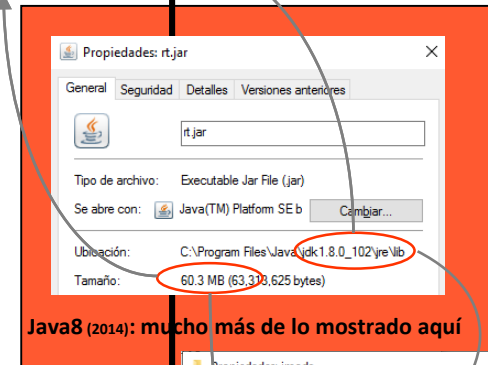 Propiedades: rt.jar
General Seguridad Detalles Versiones anteriores
rt.jar
Tipo de archivo: Executable Jar File (.jar)
Se abre con: Java(TM) Platform SE b Cambiar...
Ubicación: C:\Program Files\Java\jdk1.8.0_102\jre\lib
Tamaño: 60.3 MB (63,313,625 bytes)
Java8 (2014): mucho más de lo mostrado aquí